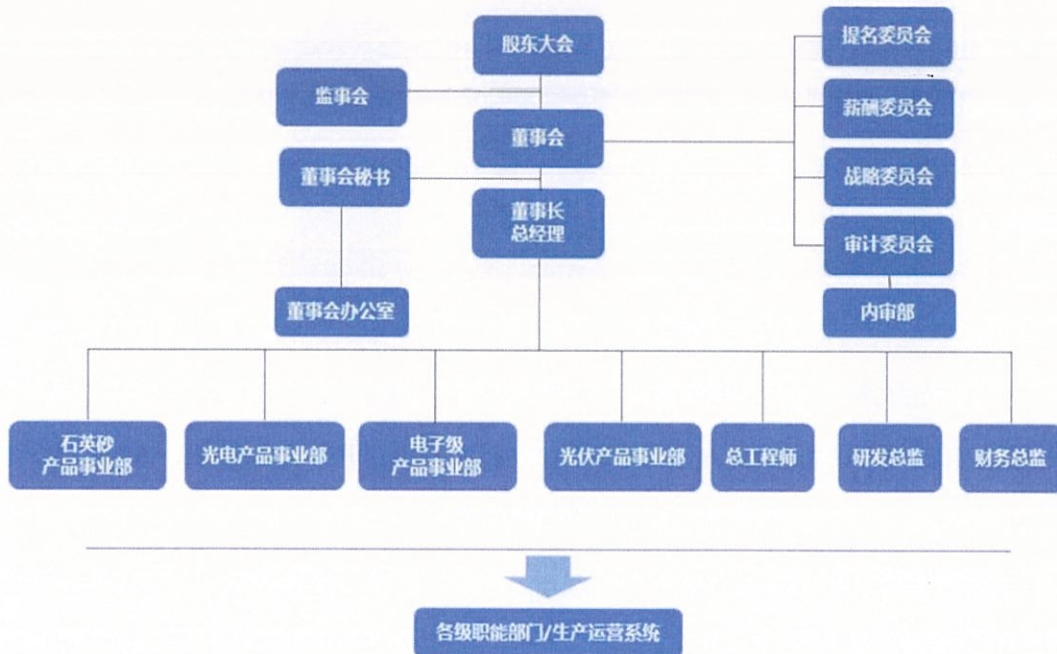 股东大会
提名委员会
监事会
薪酬委员会
董事会
董事会秘书
战略委员会
董事长
总经理
审计委员会
董事会办公室
内审部
石英砂
产品事业部
光电产品事业部
电子级
产品事业部
光伏产品事业部
总工程师
研发总监
财务总监
各级职能部门/生产运营系统